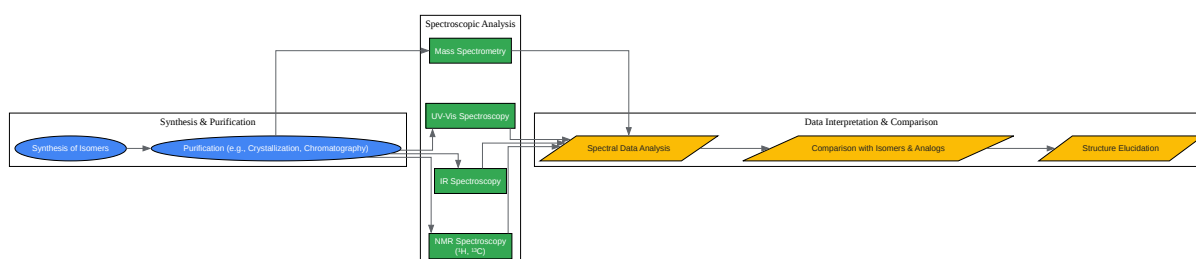 Spectroscopic Analysis
Mass Spectrometry
UV-Vis Spectroscopy
IR Spectroscopy
NMR Spectroscopy
(¹H, ¹³C)
Synthesis & Purification
Synthesis of Isomers
Purification (e.g., Crystallization, Chromatography)
Data Interpretation & Comparison
Spectral Data Analysis
Comparison with Isomers & Analogs
Structure Elucidation